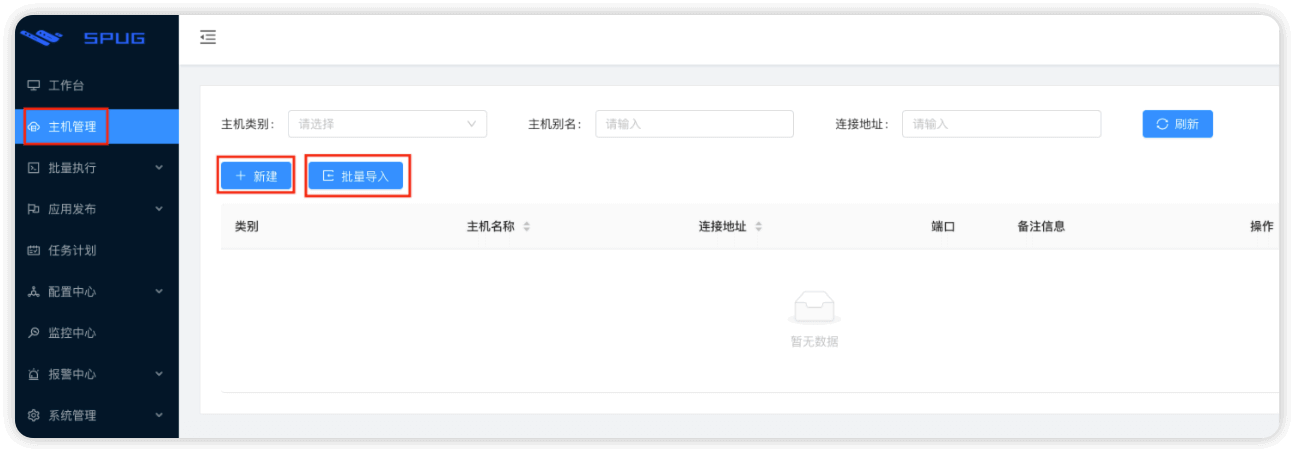 SPUG
工作台
主机管理
批量执行
应用发布
任务计划
配置中心
监控中心
报警中心
系统管理
主机类别： 请选择 主机别名： 请输入 连接地址： 请输入 刷新
新建 批量导入
类别 主机名称 连接地址 端口 备注信息 操作
暂无数据